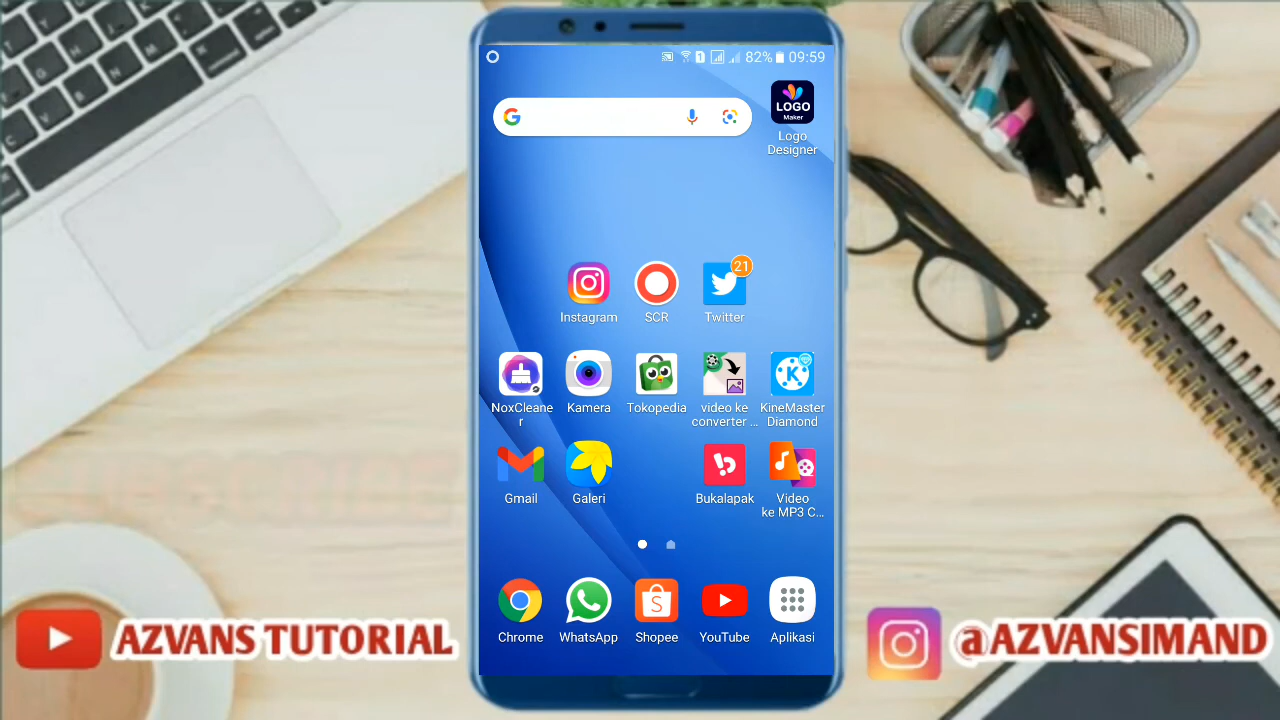 82% 09:59
LOGO
Maker
Logo
Designer
21
Instagram SCR Twitter
NoxCleane
r
Kamera
Tokopedia
video ke
converter ...
KineMaster
Diamond
Gmail
Galeri
Bukalapak
Video
ke MP3 C...
Chrome WhatsApp Shopee YouTube Aplikasi
AZVANS TUTORIAL
@AZVANSIMAND